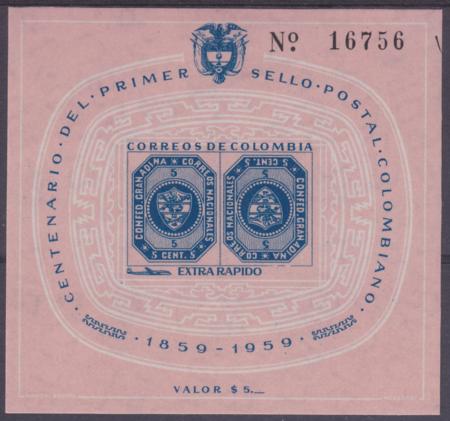 Nº 16756
CENTENARIO · DEL · PRIMER SELLO · POSTAL · COLOMBIANO
CORREOS DE COLOMBIA
5
CONFED. GRANADINA
CORREOS NACIONALES
5
5 CENT. 5
5 CENT. 5
5
CONFED. GRANADINA
CORREOS NACIONALES
5
EXTRA RAPIDO
· 1859 - 1959 ·
VALOR $ 5.__